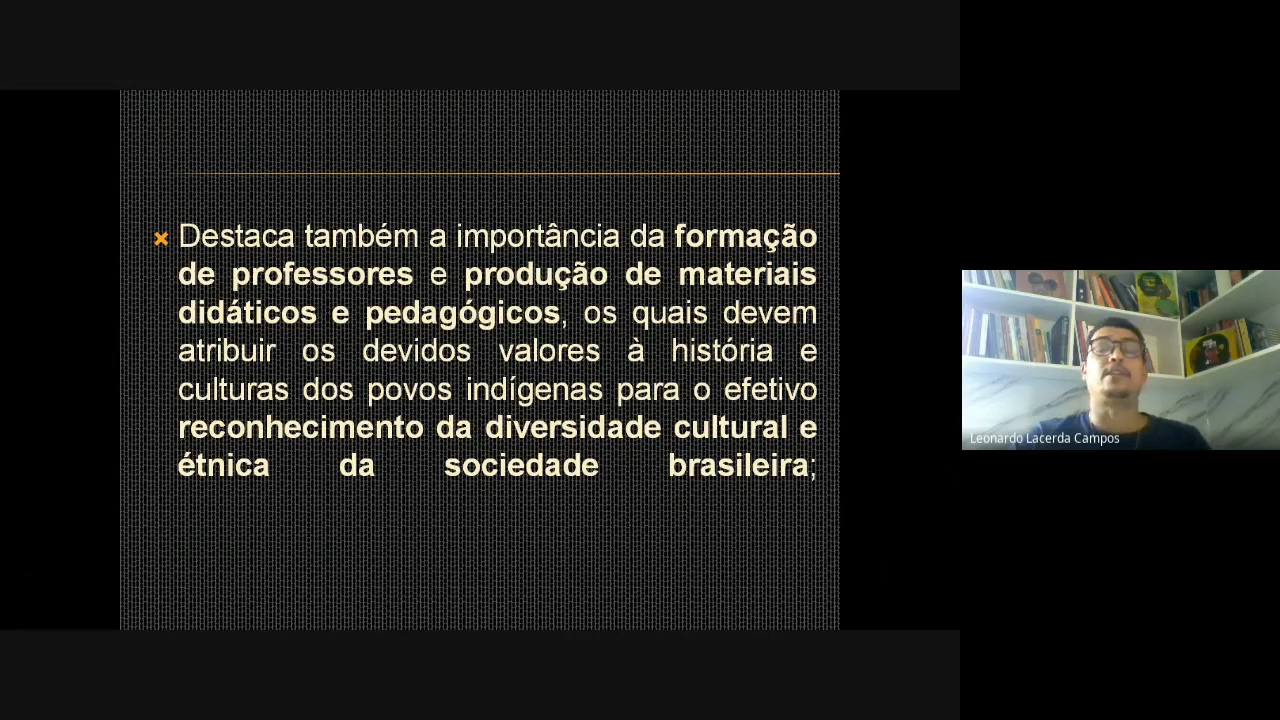 Destaca também a importância da formação
de professores e produção de materiais
didáticos e pedagógicos, os quais devem
atribuir os devidos valores à história e
culturas dos povos indígenas para o efetivo
reconhecimento da diversidade cultural e
étnica da sociedade brasileira;
Leonardo Lacerda Campos